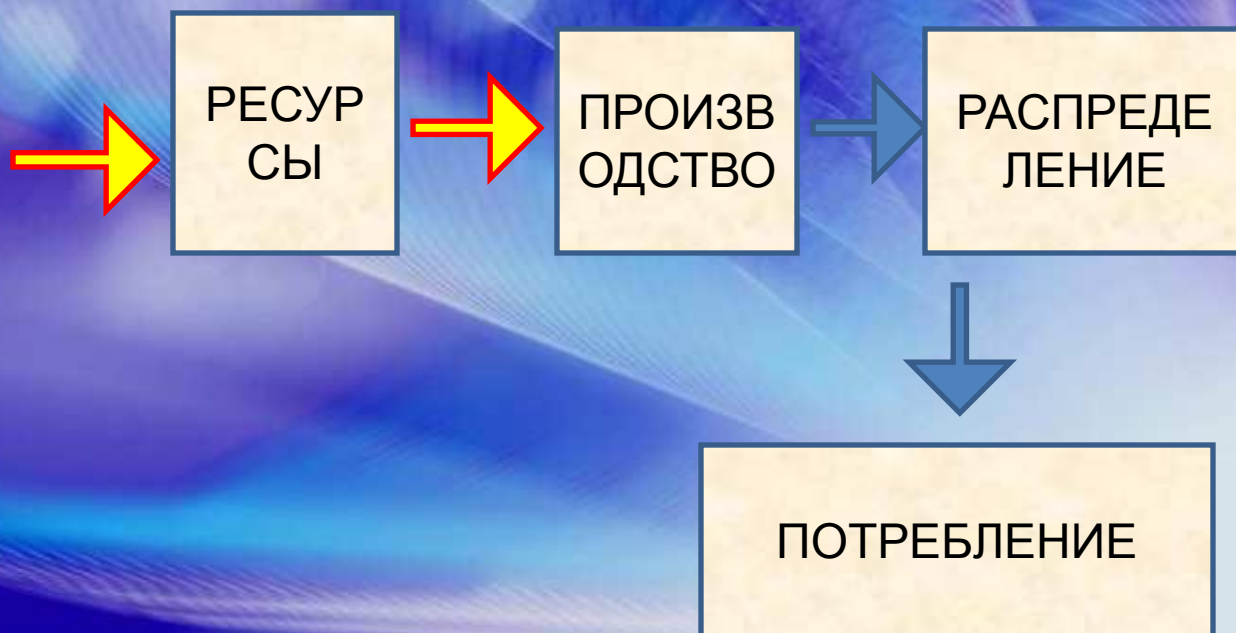 РЕСУР
СЫ
ПРОИЗВ
ОДСТВО
РАСПРЕДЕ
ЛЕНИЕ
ПОТРЕБЛЕНИЕ